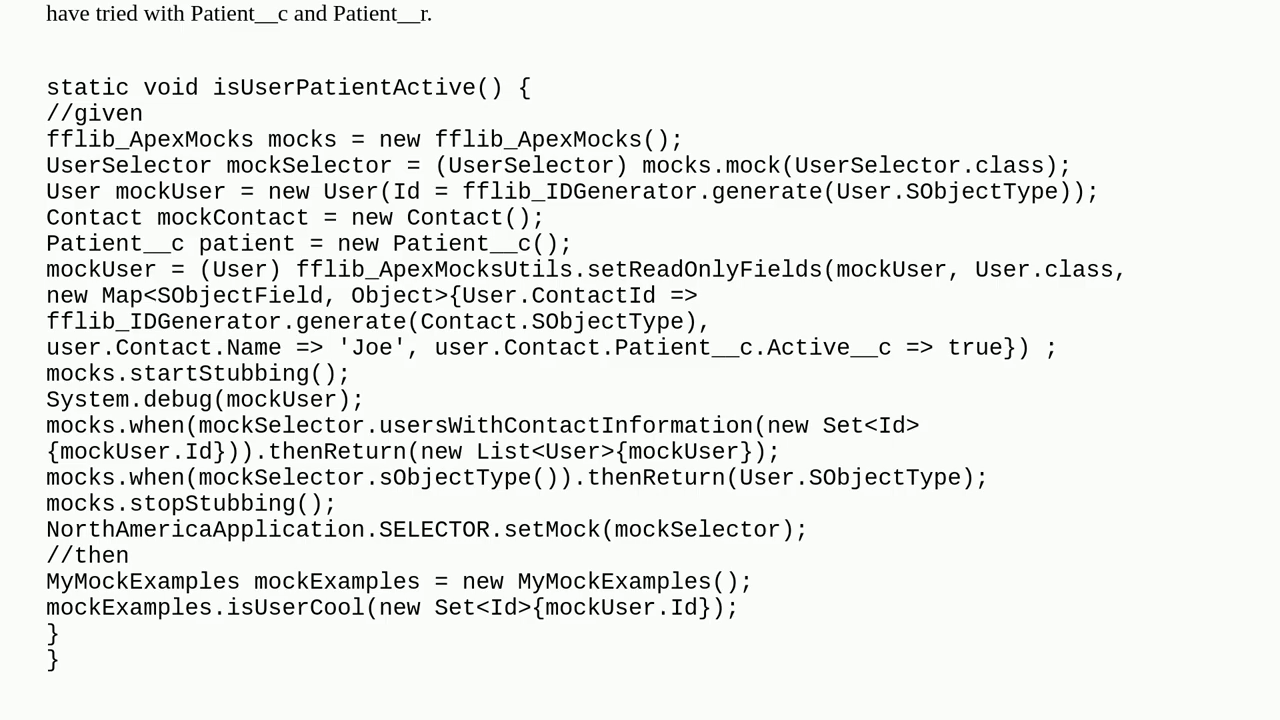 have tried with Patient__c and Patient__r.
static void isUserPatientActive() {
//given
fflib_ApexMocks mocks = new fflib_ApexMocks();
UserSelector mockSelector = (UserSelector) mocks.mock(UserSelector.class);
User mockUser = new User(Id = fflib_IDGenerator.generate(User.SObjectType));
Contact mockContact = new Contact();
Patient__c patient = new Patient__c();
mockUser = (User) fflib_ApexMocksUtils.setReadOnlyFields(mockUser, User.class,
new Map<SObjectField, Object>{User.ContactId =>
fflib_IDGenerator.generate(Contact.SObjectType),
user.Contact.Name => 'Joe', user.Contact.Patient__c.Active__c => true}) ;
mocks.startStubbing();
System.debug(mockUser);
mocks.when(mockSelector.usersWithContactInformation(new Set<Id>
{mockUser.Id})).thenReturn(new List<User>{mockUser});
mocks.when(mockSelector.sObjectType()).thenReturn(User.SObjectType);
mocks.stopStubbing();
NorthAmericaApplication.SELECTOR.setMock(mockSelector);
//then
MyMockExamples mockExamples = new MyMockExamples();
mockExamples.isUserCool(new Set<Id>{mockUser.Id});
}
}